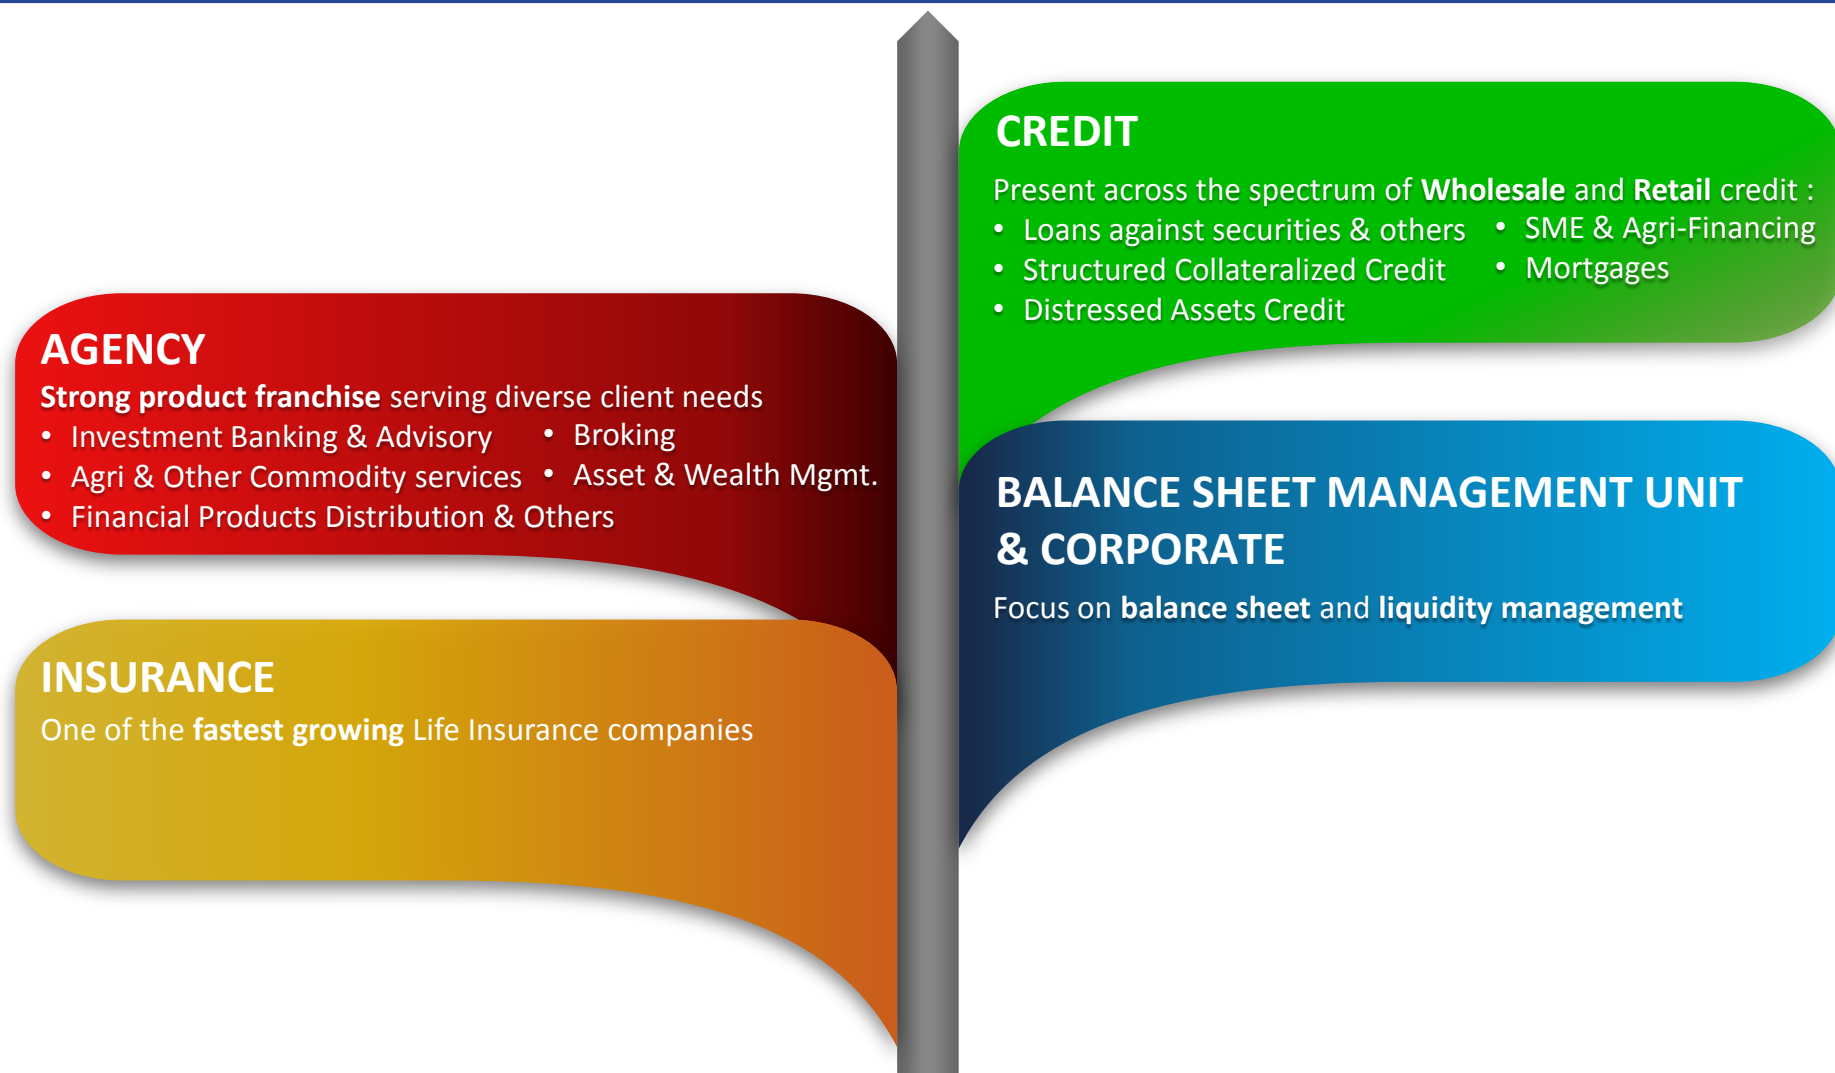 CREDIT
Present across the spectrum of Wholesale and Retail credit :
• Loans against securities & others
• Structured Collateralized Credit
• Distressed Assets Credit
• SME & Agri-Financing
• Mortgages
AGENCY
Strong product franchise serving diverse client needs
• Investment Banking & Advisory
• Agri & Other Commodity services
• Financial Products Distribution & Others
• Broking
• Asset & Wealth Mgmt.
BALANCE SHEET MANAGEMENT UNIT
& CORPORATE
Focus on balance sheet and liquidity management
INSURANCE
One of the fastest growing Life Insurance companies